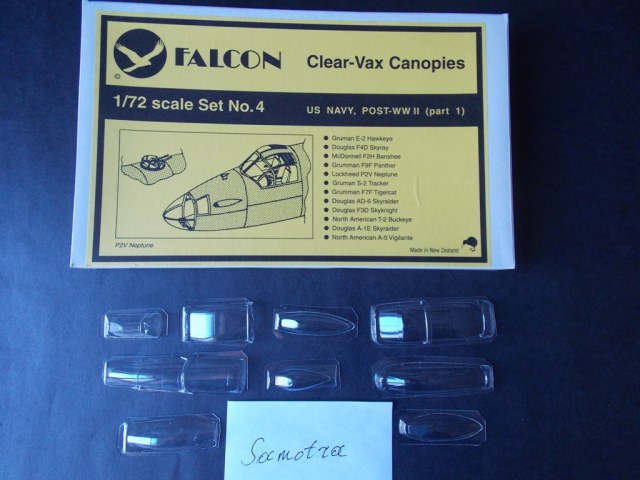 FALCON
Clear-Vax Canopies
©
1/72 scale Set No. 4
US NAVY, POST-WW II (part 1)
Gruman E-2 Hawkeye
Douglas F4D Skyray
McDonnell F2H Banshee
Grumman F9F Panther
Lockheed P2V Neptune
Gruman S-2 Tracker
Grumman F7F Tigercat
Douglas AD-6 Skyraider
Douglas F3D Skyknight
North American T-2 Buckeye
Douglas A-1E Skyraider
North American A-5 Vigilante
P2V Neptune
Made in New Zealand
Samotra